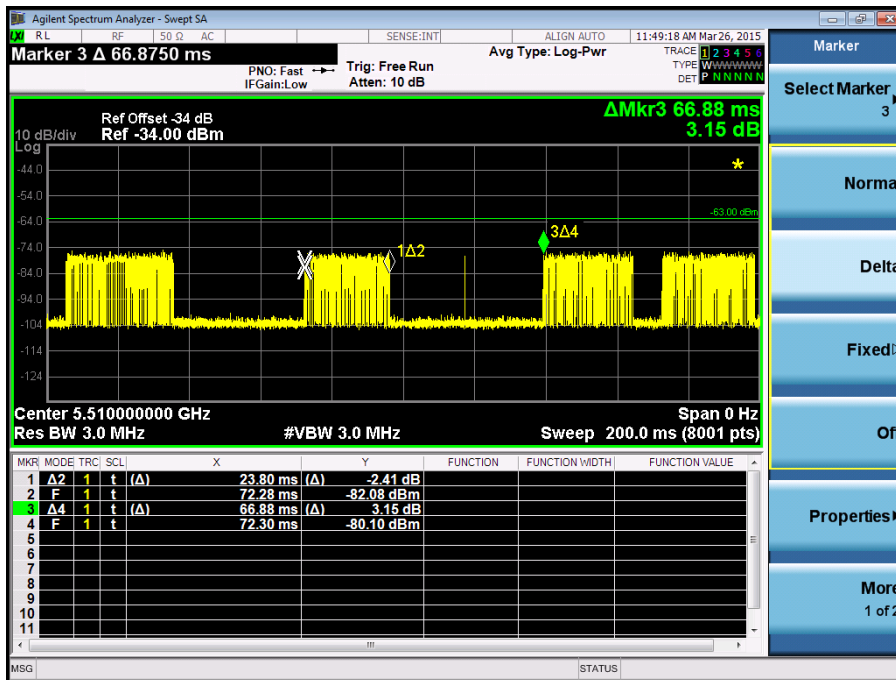 Agilent Spectrum Analyzer - Swept SA
LXI RL RF 50 Ω AC SENSE:INT ALIGN AUTO 11:49:18 AM Mar 26, 2015
Marker 3 Δ 66.8750 ms
PNO: Fast
IFGain:Low
Trig: Free Run
Atten: 10 dB
Avg Type: Log-Pwr
TRACE 1 2 3 4 5 6
TYPE WWWWWWW
DET P N N N N N
Ref Offset -34 dB
10 dB/div Ref -34.00 dBm
Log
ΔMkr3 66.88 ms
3.15 dB
-44.0
-54.0
-64.0
-74.0
-84.0
-94.0
-104
-114
-124
-63.00 dBm
1Δ2
3Δ4
Center 5.510000000 GHz Span 0 Hz
Res BW 3.0 MHz #VBW 3.0 MHz Sweep 200.0 ms (8001 pts)
MKR MODE TRC SCL X Y FUNCTION FUNCTION WIDTH FUNCTION VALUE
1 Δ2 1 t (Δ) 23.80 ms (Δ) -2.41 dB
2 F 1 t 72.28 ms -82.08 dBm
3 Δ4 1 t (Δ) 66.88 ms (Δ) 3.15 dB
4 F 1 t 72.30 ms -80.10 dBm
5
6
7
8
9
10
11
MSG STATUS
Marker
Select Marker
3
Norma
Delta
Fixed
Of
Properties
More
1 of 2